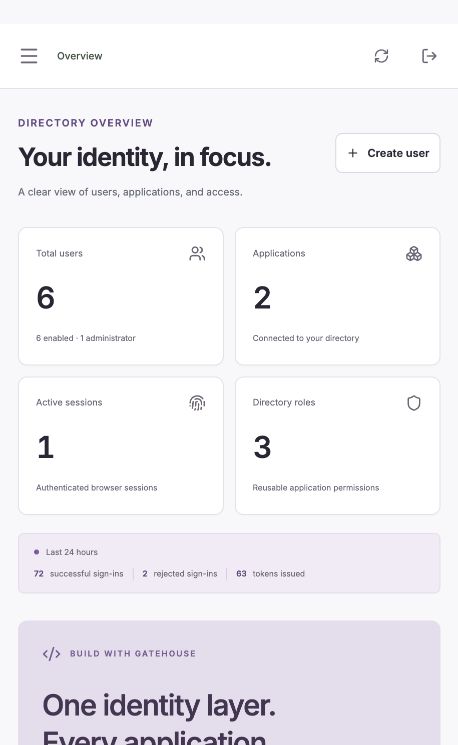 Overview
DIRECTORY OVERVIEW
Your identity, in focus.
+ Create user
A clear view of users, applications, and access.
Total users
6
6 enabled · 1 administrator
Applications
2
Connected to your directory
Active sessions
1
Authenticated browser sessions
Directory roles
3
Reusable application permissions
Last 24 hours
72 successful sign-ins 2 rejected sign-ins 63 tokens issued
BUILD WITH GATEHOUSE
One identity layer.
Every application